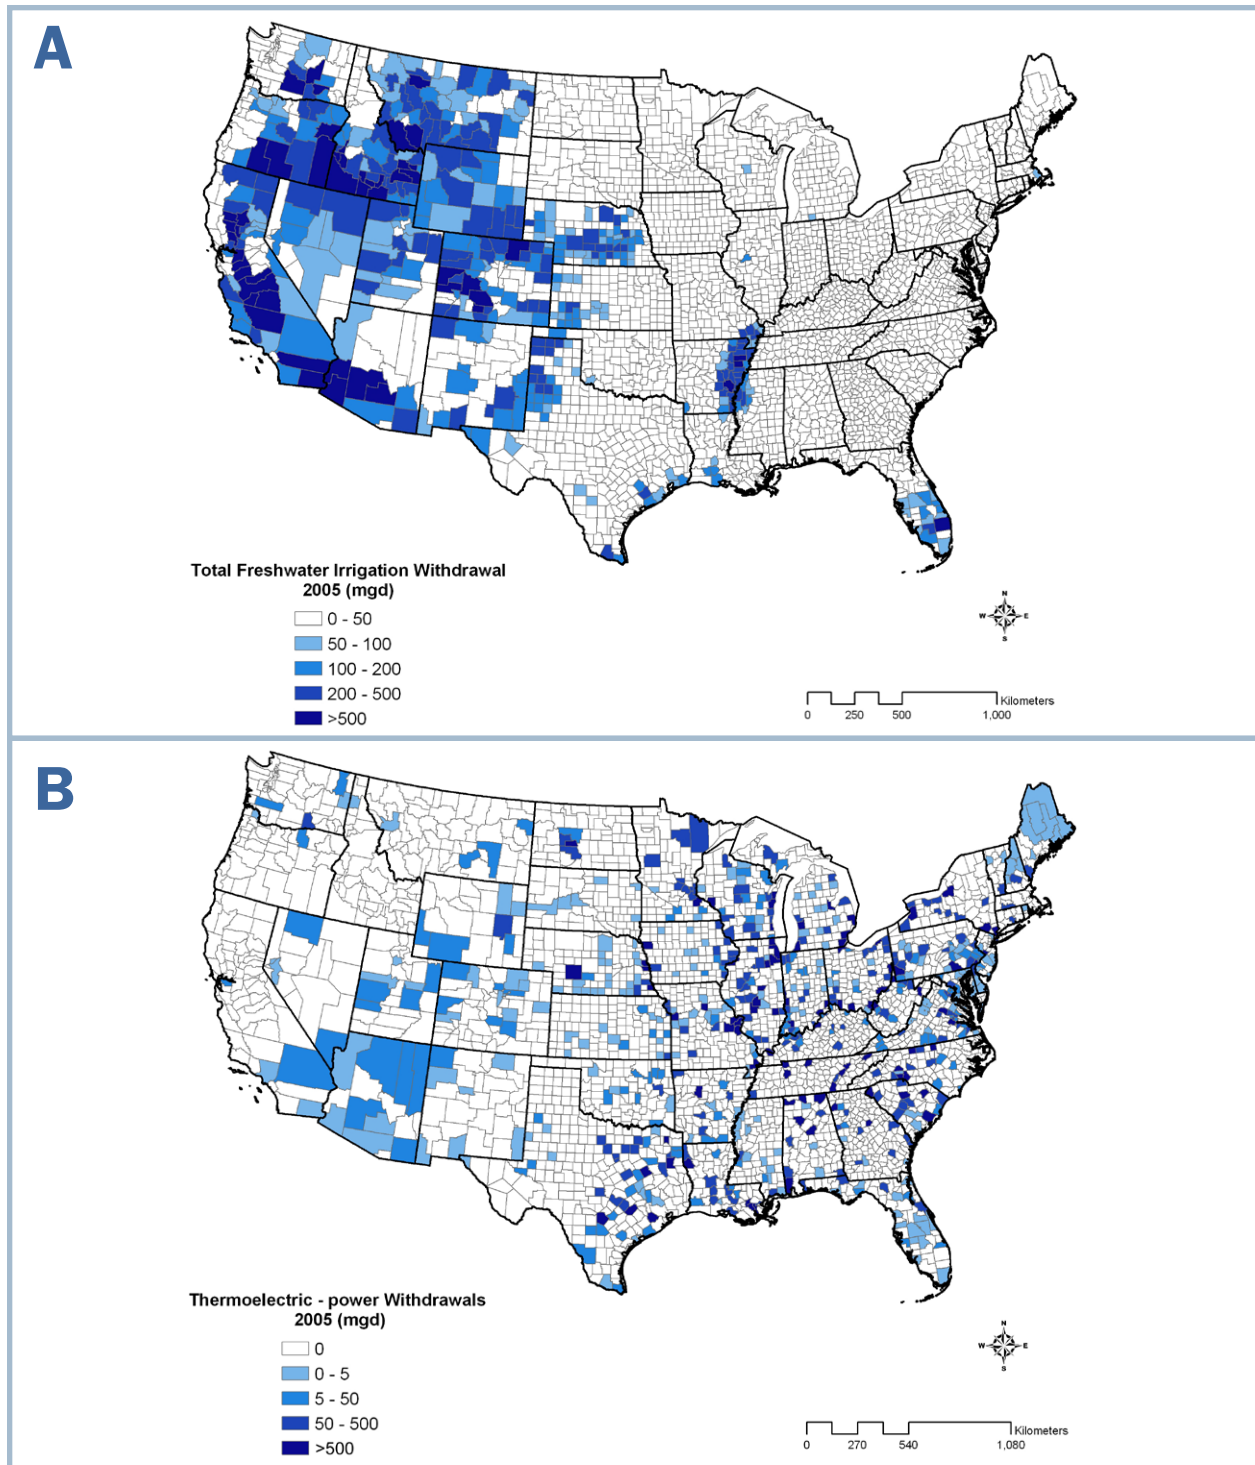 A
Total Freshwater Irrigation Withdrawal
2005 (mgd)
0 - 50
50 - 100
100 - 200
200 - 500
>500
N
W E
S
Kilometers
0 250 500 1,000
B
Thermoelectric - power Withdrawals
2005 (mgd)
0
0 - 5
5 - 50
50 - 500
>500
N
W E
S
Kilometers
0 270 540 1,080